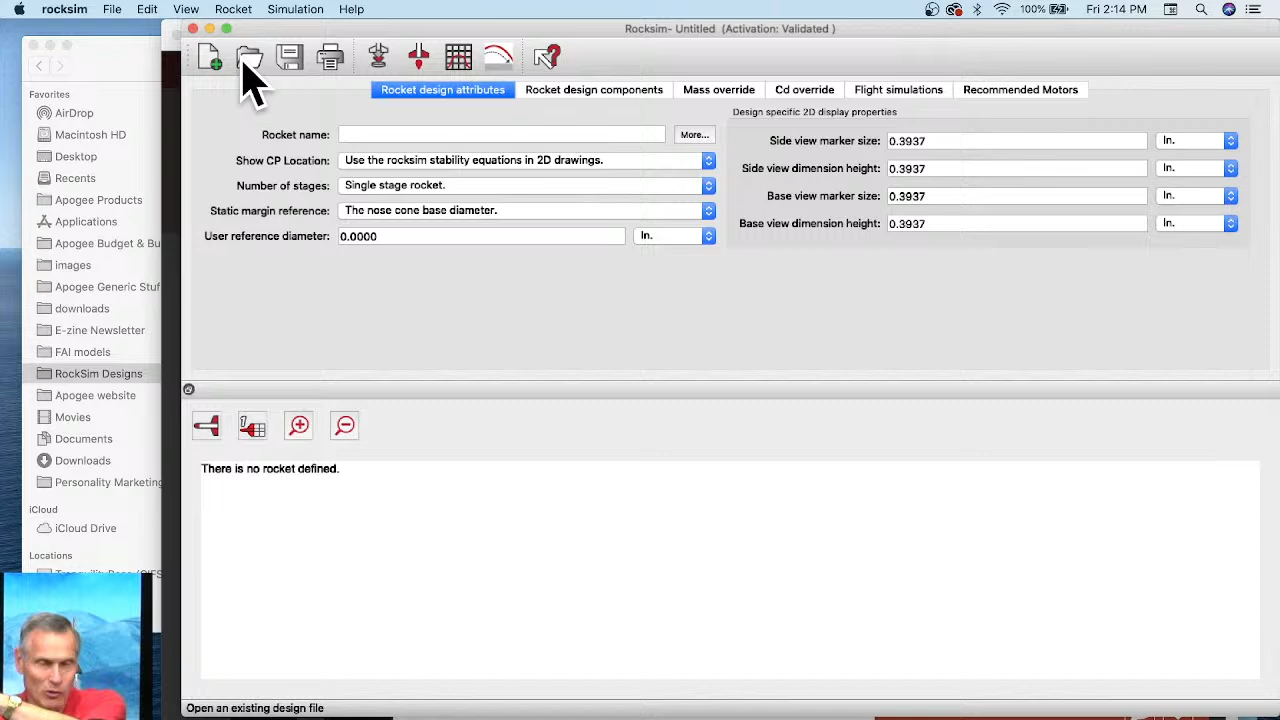 rocksim File Edit View Rocket Simulation Help 100% Fri 2:14 PM
Rocksim- Untitled (Activation: Validated )
Favorites
AirDrop
Macintosh HD
Desktop
Recents
Apogee Products
Applications
Apogee Budget & Bu
images
Apogee Generic Stuf
downloads
E-zine Newsletter
FAI models
RockSim Designs
Apogee website
Movies
Documents
Downloads
Personality Marketing
iCloud
iCloud Drive
Locations
Rocket design attributes Rocket design components Mass override Cd override Flight simulations Recommended Motors
Rocket name: More...
Show CP Location: Use the rocksim stability equations in 2D drawings.
Number of stages: Single stage rocket.
Static margin reference: The nose cone base diameter.
User reference diameter: 0.0000 In.
Design specific 2D display properties
Side view marker size: 0.3937 In.
Side view dimension height: 0.3937 In.
Base view marker size: 0.3937 In.
Base view dimension height: 0.3937 In.
There is no rocket defined.
Open an existing design file